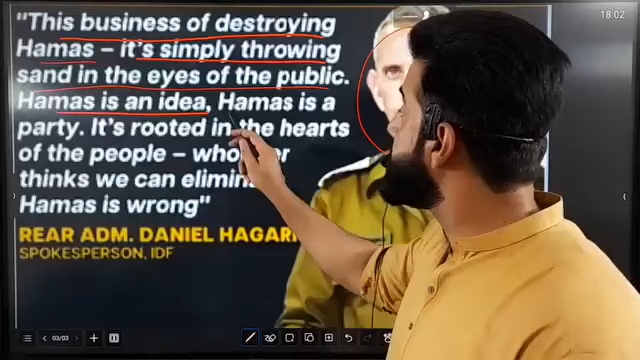 "This business of destroying
Hamas – it's simply throwing
sand in the eyes of the public.
Hamas is an idea, Hamas is a
party. It's rooted in the hearts
of the people –
thinks we can
Hamas is wrong"
REAR ADM. DANIEL
SPOKESPERSON, IDF
18:02
03/03